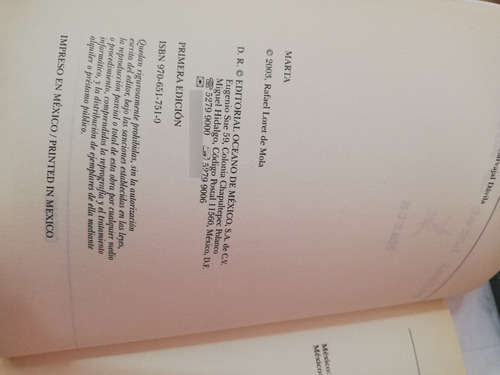 MARTA
© 2003, Rafael Loret de Mola
D. R. © EDITORIAL OCEANO DE MÉXICO, S.A. de C.V.
Eugenio Sue 59, Colonia Chapultepec Polanco
Miguel Hidalgo, Código Postal 11560, México, D.F.
☏ 5279 9000 5279 9006
✉
PRIMERA EDICIÓN
ISBN 970-651-751-0
Quedan rigurosamente prohibidas, sin la autorización
escrita del editor, bajo las sanciones establecidas en las leyes,
la reproducción parcial o total de esta obra por cualquier medio
o procedimiento, comprendidos la reprografía y el tratamiento
informático, y la distribución de ejemplares de ella mediante
alquiler o préstamo público.
IMPRESO EN MÉXICO / PRINTED IN MEXICO
México:
México: